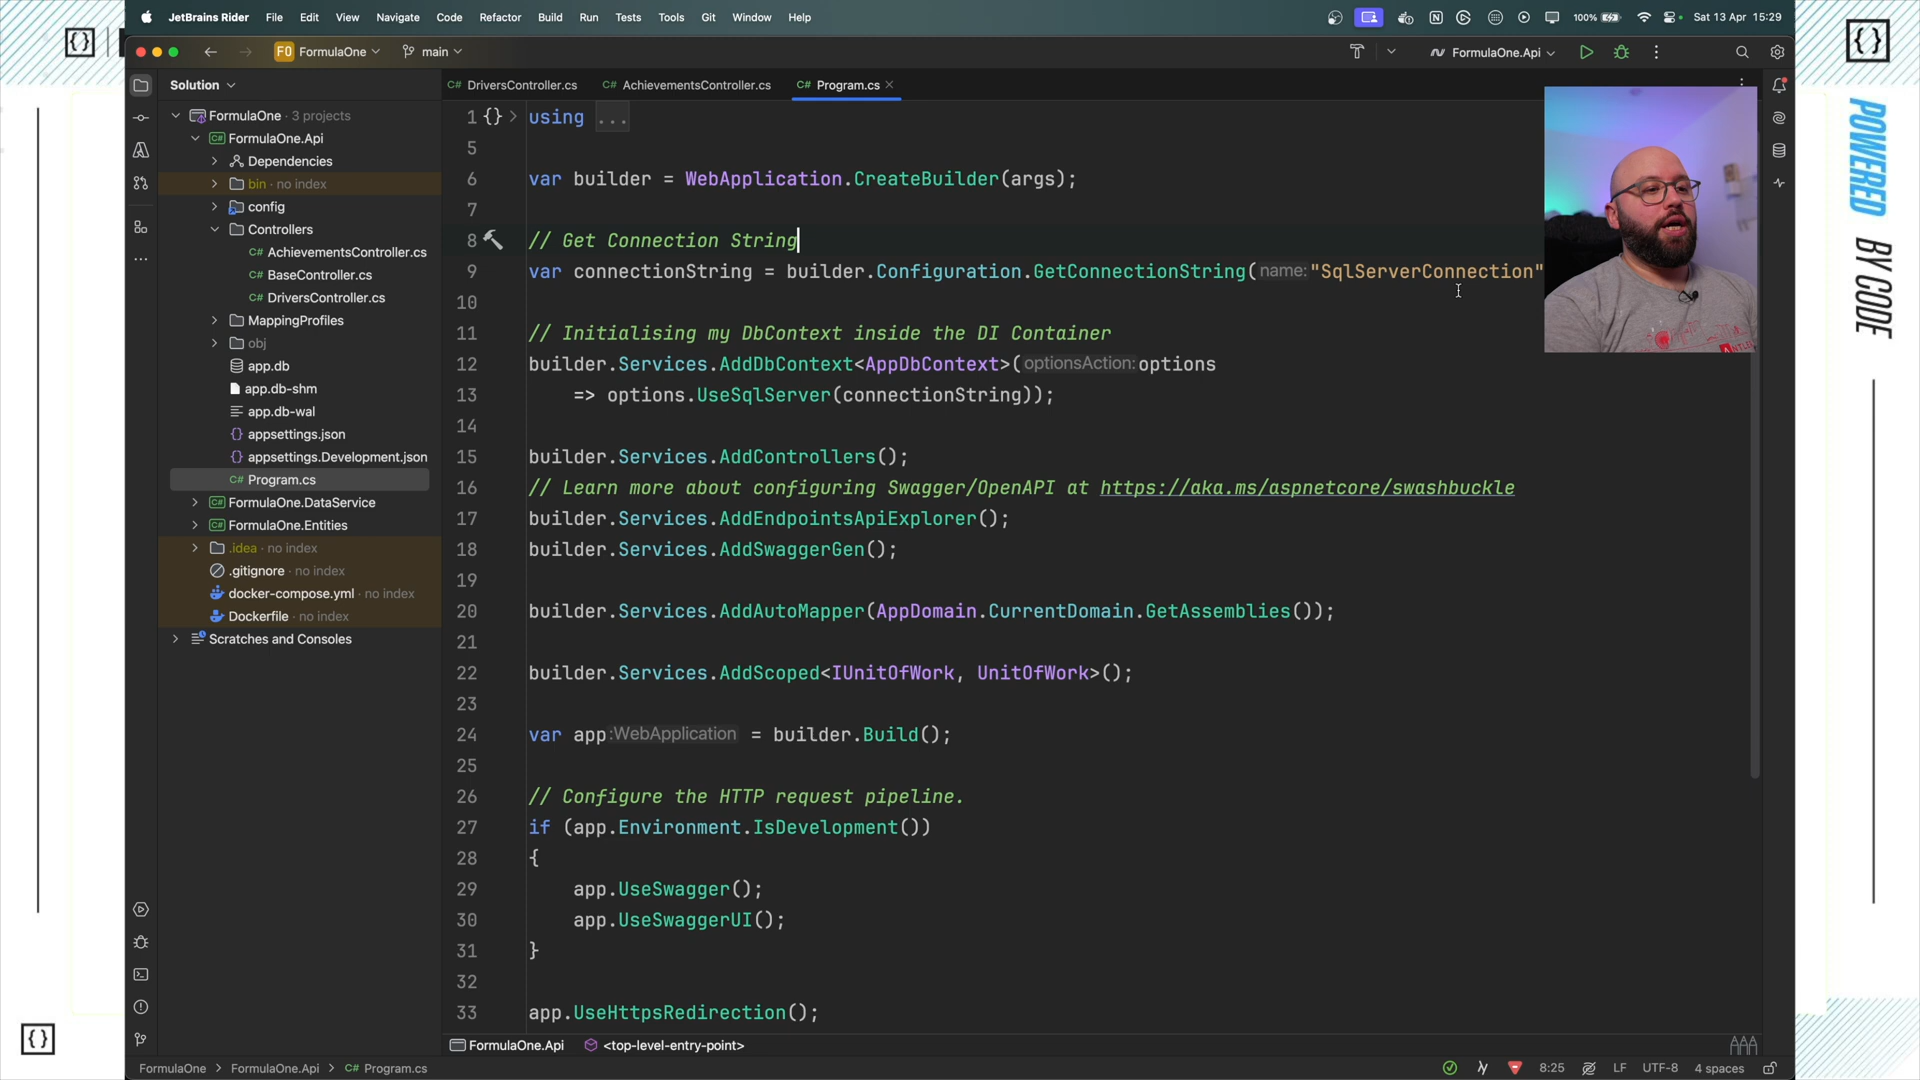 JetBrains Rider File Edit View Navigate Code Refactor Build Run Tests Tools Git Window Help 100% Sat 13 Apr 15:29
FO FormulaOne main FormulaOne.Api
Solution
C# DriversController.cs C# AchievementsController.cs C# Program.cs
FormulaOne · 3 projects
C# FormulaOne.Api
Dependencies
bin · no index
config
Controllers
C# AchievementsController.cs
C# BaseController.cs
C# DriversController.cs
MappingProfiles
obj
app.db
app.db-shm
app.db-wal
{} appsettings.json
{} appsettings.Development.json
C# Program.cs
C# FormulaOne.DataService
C# FormulaOne.Entities
.idea · no index
.gitignore · no index
docker-compose.yml · no index
Dockerfile · no index
Scratches and Consoles
1 {} > using ...
5
6 var builder = WebApplication.CreateBuilder(args);
7
8 // Get Connection String
9 var connectionString = builder.Configuration.GetConnectionString( name: "SqlServerConnection"
10
11 // Initialising my DbContext inside the DI Container
12 builder.Services.AddDbContext<AppDbContext>( optionsAction: options
13 => options.UseSqlServer(connectionString));
14
15 builder.Services.AddControllers();
16 // Learn more about configuring Swagger/OpenAPI at https://aka.ms/aspnetcore/swashbuckle
17 builder.Services.AddEndpointsApiExplorer();
18 builder.Services.AddSwaggerGen();
19
20 builder.Services.AddAutoMapper(AppDomain.CurrentDomain.GetAssemblies());
21
22 builder.Services.AddScoped<IUnitOfWork, UnitOfWork>();
23
24 var app :WebApplication = builder.Build();
25
26 // Configure the HTTP request pipeline.
27 if (app.Environment.IsDevelopment())
28 {
29 app.UseSwagger();
30 app.UseSwaggerUI();
31 }
32
33 app.UseHttpsRedirection();
FormulaOne.Api <top-level-entry-point>
FormulaOne > FormulaOne.Api > C# Program.cs 8:25 LF UTF-8 4 spaces
POWERED BY CODE
{}
{}
{}